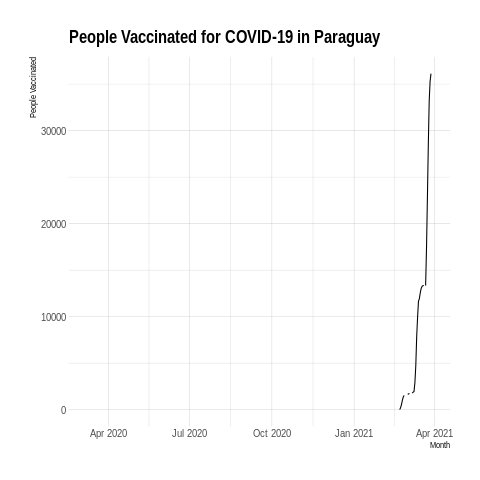 People Vaccinated for COVID-19 in Paraguay
People Vaccinated
30000
20000
10000
0
Apr 2020 Jul 2020 Oct 2020 Jan 2021 Apr 2021
Month